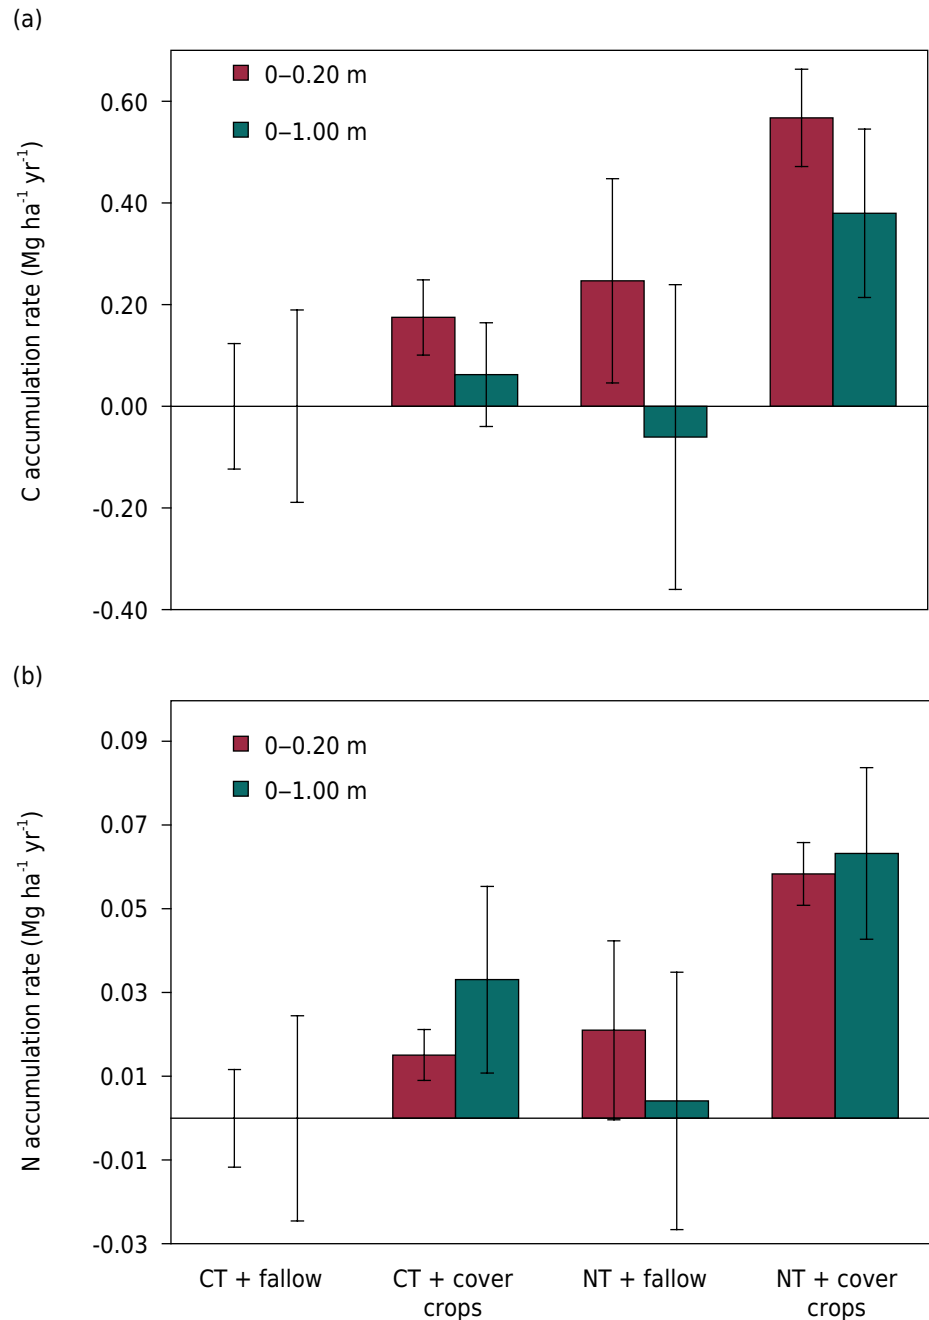 (a)
C accumulation rate (Mg ha⁻¹ yr⁻¹)
0–0.20 m
0–1.00 m
0.60
0.40
0.20
0.00
-0.20
-0.40
(b)
N accumulation rate (Mg ha⁻¹ yr⁻¹)
0–0.20 m
0–1.00 m
0.09
0.07
0.05
0.03
0.01
-0.01
-0.03
CT + fallow
CT + cover
crops
NT + fallow
NT + cover
crops